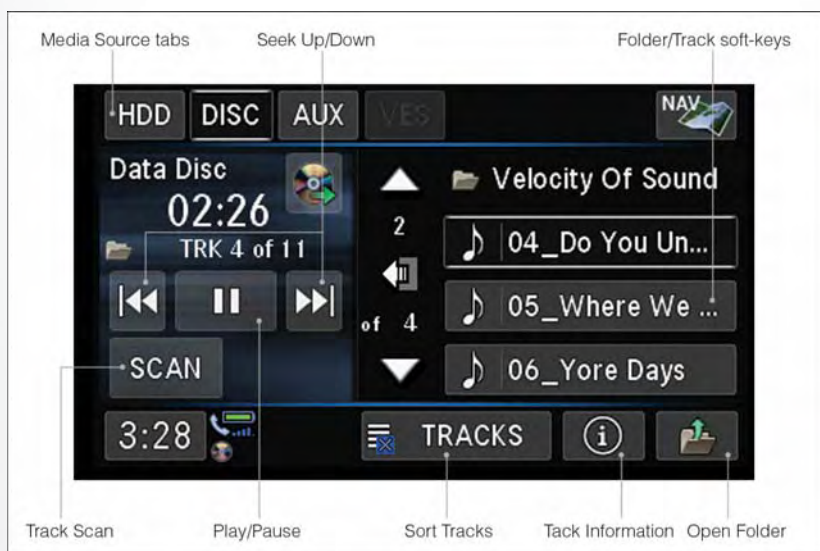 Media Source tabs Seek Up/Down Folder/Track soft-keys
HDD DISC AUX VES NAV
Data Disc
02:26
TRK 4 of 11
SCAN
2
of 4
Velocity Of Sound
04_Do You Un...
05_Where We ...
06_Yore Days
3:28 TRACKS i
Track Scan Play/Pause Sort Tracks Tack Information Open Folder